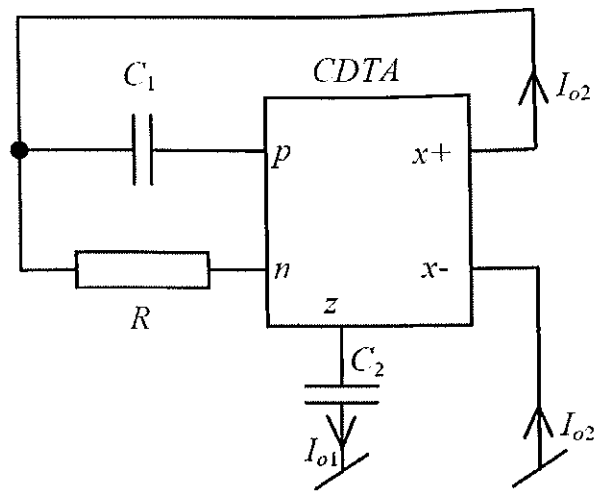 C₁
CDTA
Iₒ₂
p
x+
n
x-
R
z
C₂
Iₒ₁
Iₒ₂